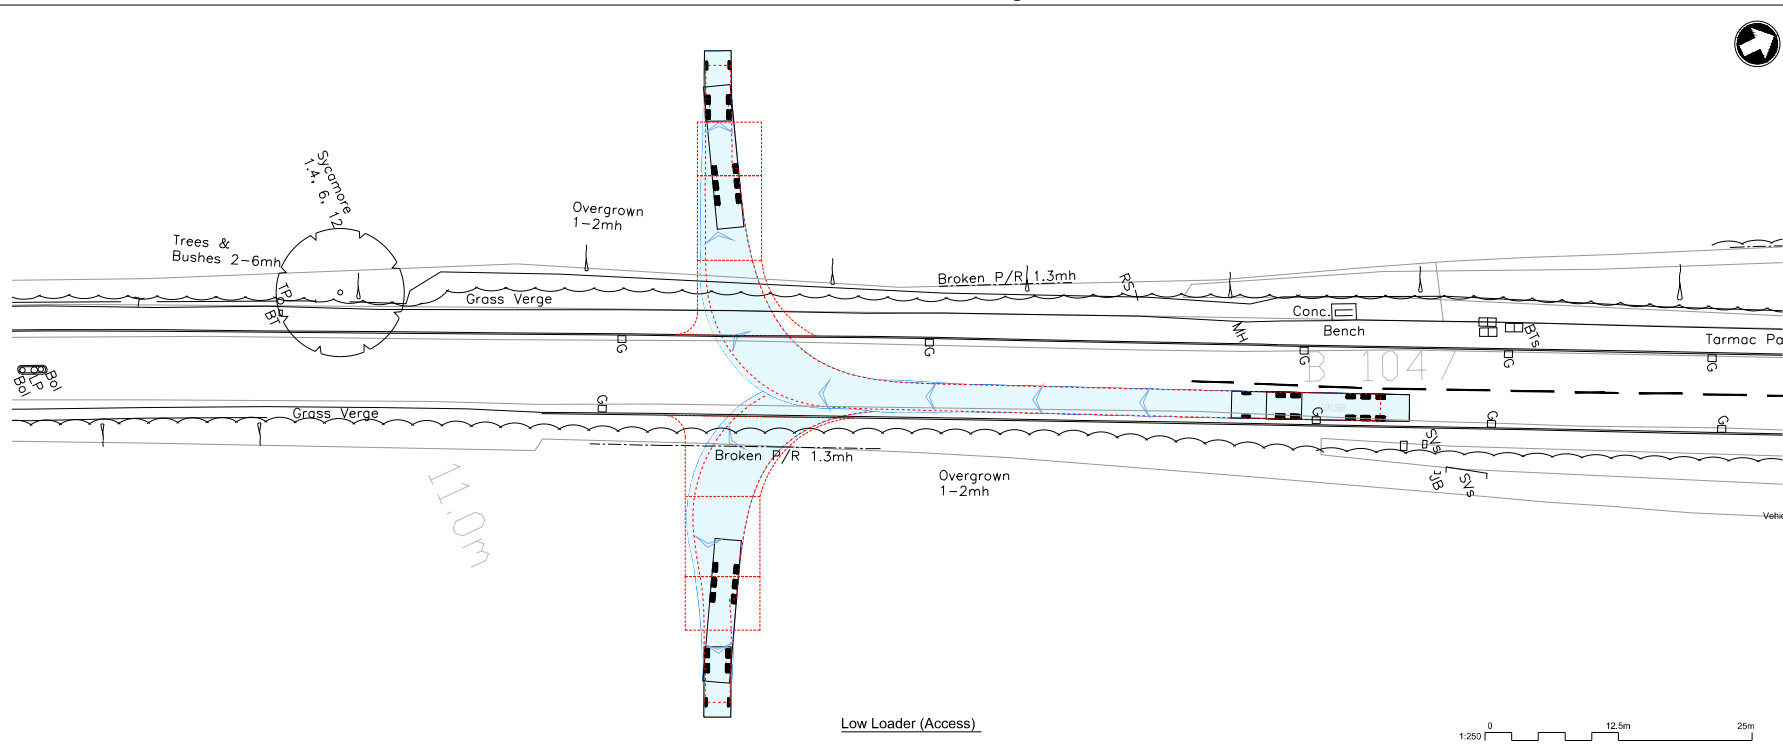 Sycamore
1.4, 6, 12
Overgrown
1-2mh
Trees &
Bushes 2-6mh
TP
BT
Grass Verge
Broken P/R 1.3mh
RS
Conc.
Bench
MH
BTs
Tarmac Pa
G
G
G
G
G
B 1047
Bol
LP
Bol
Grass Verge
G
G
G
G
Broken P/R 1.3mh
Overgrown
1-2mh
SVs
JB
SVs
11.0m
Vehic
Low Loader (Access)
0 12.5m 25m
1:250